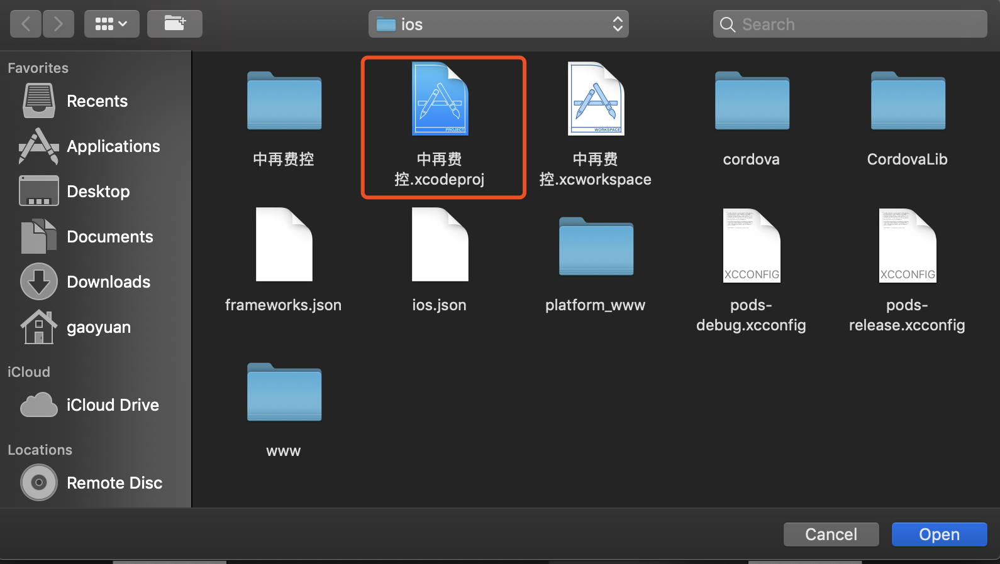 ios
Search
Favorites
Recents
Applications
Desktop
Documents
Downloads
gaoyuan
iCloud
iCloud Drive
Locations
Remote Disc
中再费控
PROJECT
中再费
控.xcodeproj
WORKSPACE
中再费
控.xcworkspace
cordova
CordovaLib
frameworks.json
ios.json
platform_www
XCCONFIG
pods-
debug.xcconfig
XCCONFIG
pods-
release.xcconfig
www
Cancel
Open